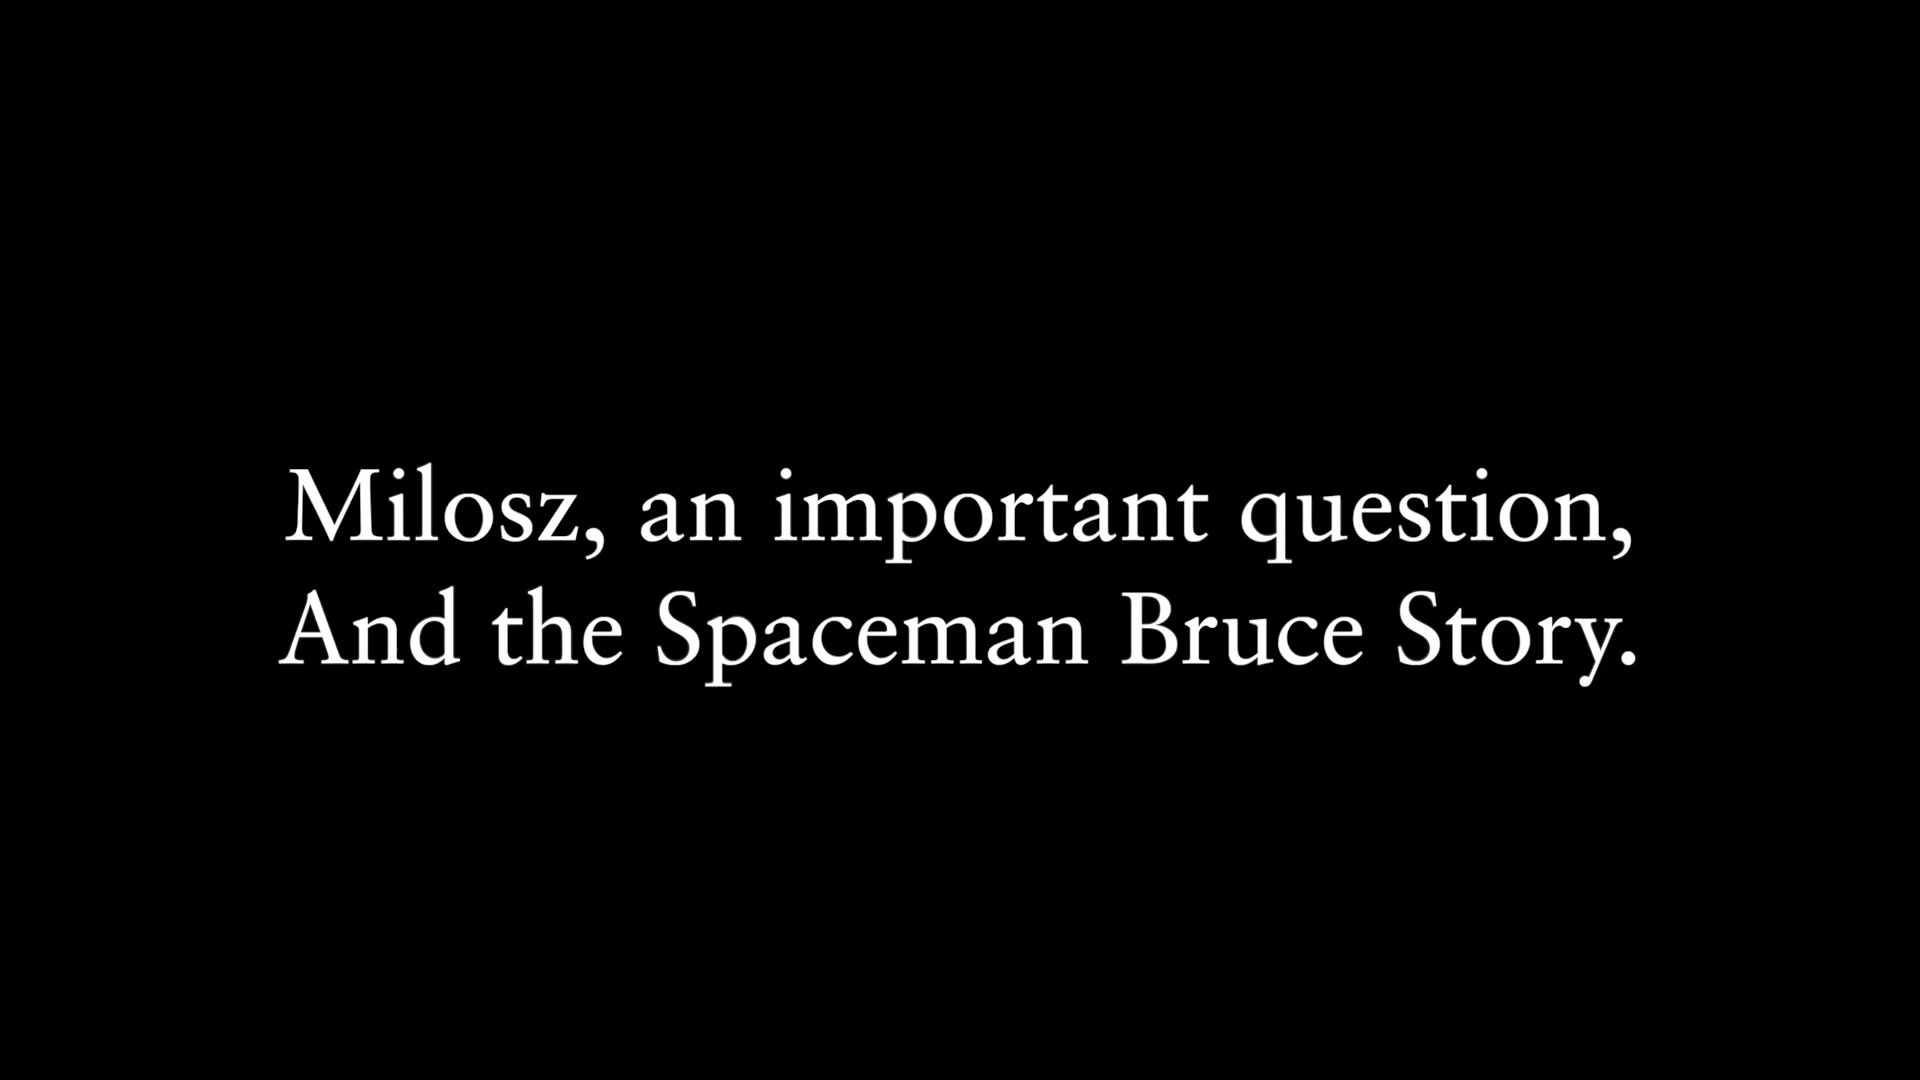 Milosz, an important question,
And the Spaceman Bruce Story.